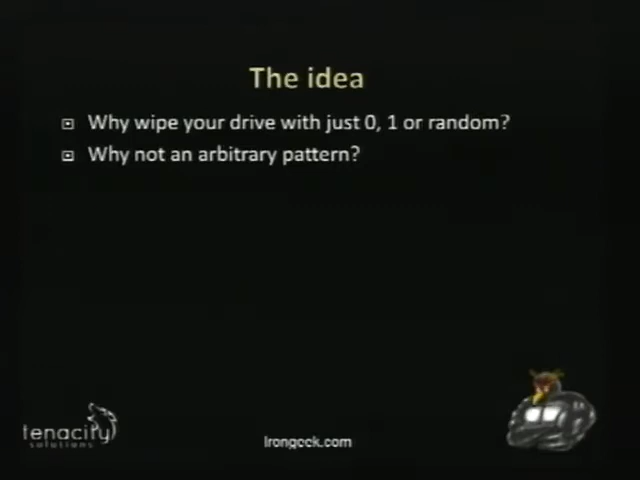 The idea
Why wipe your drive with just 0, 1 or random?
Why not an arbitrary pattern?
tenacity
solutions
Irongeek.com